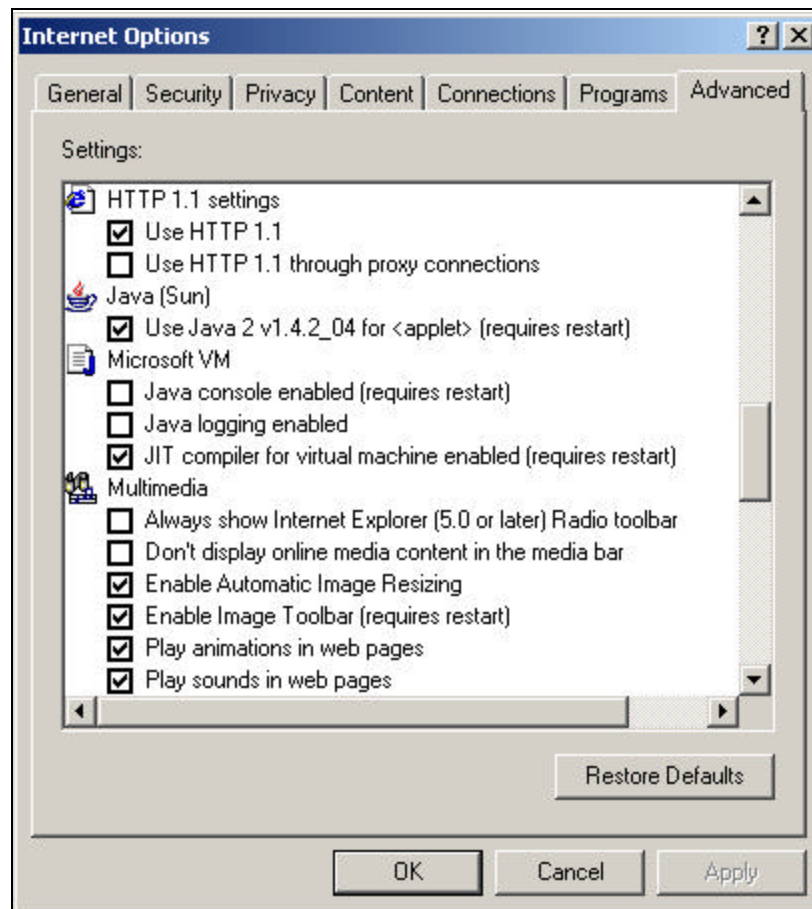 Internet Options
General Security Privacy Content Connections Programs Advanced
Settings:
HTTP 1.1 settings
Use HTTP 1.1
Use HTTP 1.1 through proxy connections
Java (Sun)
Use Java 2 v1.4.2_04 for <applet> (requires restart)
Microsoft VM
Java console enabled (requires restart)
Java logging enabled
JIT compiler for virtual machine enabled (requires restart)
Multimedia
Always show Internet Explorer (5.0 or later) Radio toolbar
Don't display online media content in the media bar
Enable Automatic Image Resizing
Enable Image Toolbar (requires restart)
Play animations in web pages
Play sounds in web pages
Restore Defaults
OK Cancel Apply